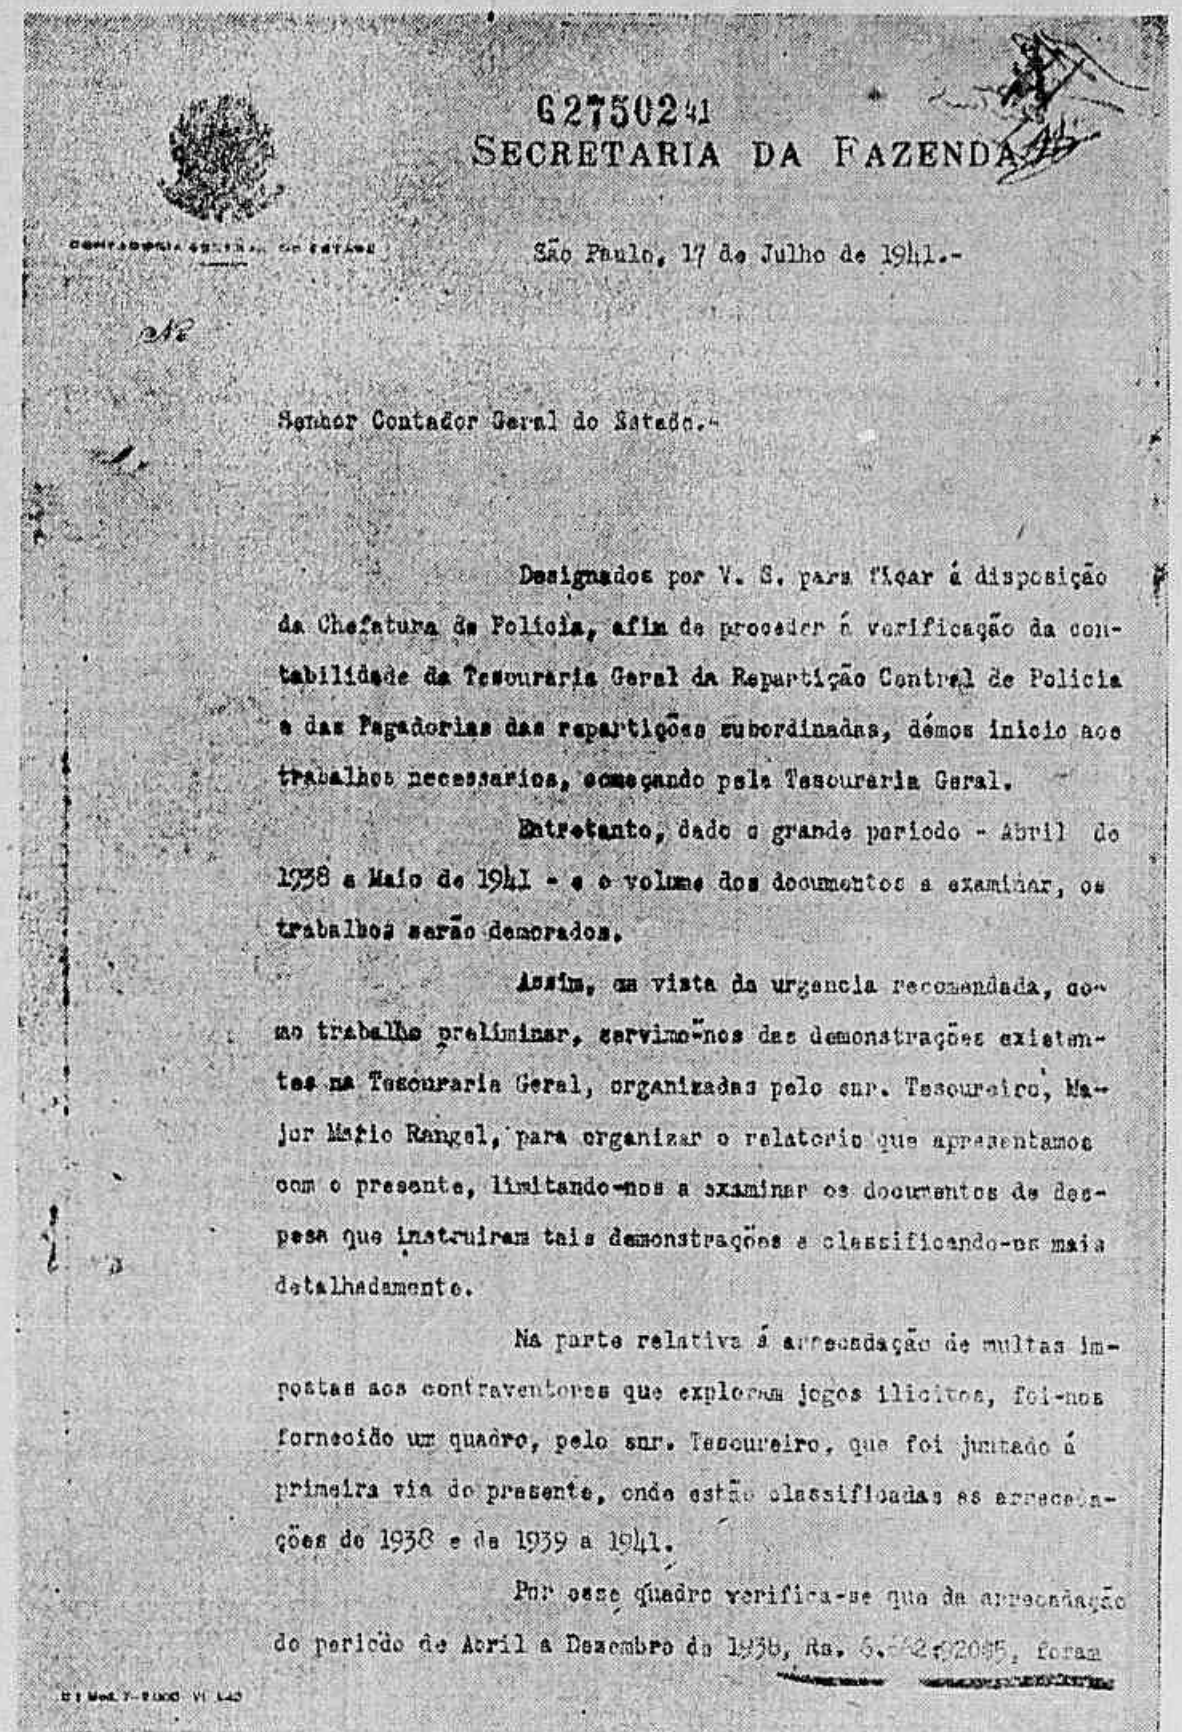 62750241
SECRETARIA DA FAZENDA
CONTADORIA GERAL DO ESTADO
São Paulo, 17 de Julho de 1941.-
Nº
Senhor Contador Geral do Estado.-
Designados por V. S. para ficar á disposição
da Chefatura de Policia, afim de proceder á verificação da con-
tabilidade da Tesouraria Geral da Repartição Central de Policia
e das Pagadorias das repartições subordinadas, démos inicio aos
trabalhos necessarios, começando pela Tesouraria Geral.
Entretanto, dado o grande periodo - Abril de
1938 a Maio de 1941 - e o volume dos documentos a examinar, os
trabalhos serão demorados.
Assim, em vista da urgencia recomendada, co-
mo trabalho preliminar, servimo-nos das demonstrações existen-
tes na Tesouraria Geral, organizadas pelo snr. Tesoureiro, Ma-
jor Mario Rangel, para organizar o relatorio que apresentamos
com o presente, limitando-nos a examinar os documentos de des-
pesa que instruiram tais demonstrações e classificando-os mais
detalhadamente.
Na parte relativa á arrecadação de multas im-
postas aos contraventores que exploram jogos ilicitos, foi-nos
fornecido um quadro, pelo snr. Tesoureiro, que foi juntado á
primeira via do presente, onde estão classificadas as arrecada-
ções de 1938 e de 1939 a 1941.
Por esse quadro verifica-se que da arrecadação
do periodo de Abril a Dezembro de 1938, Rs. foram